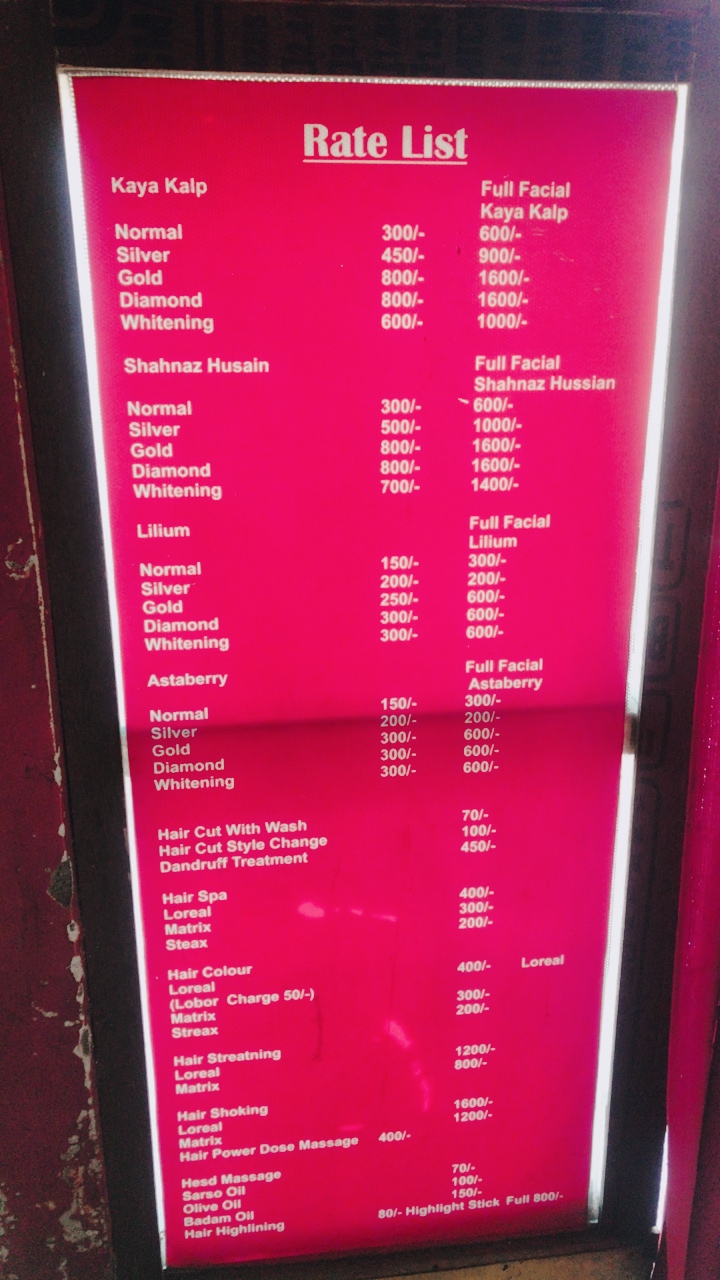 Rate List
Kaya Kalp Full Facial
Kaya Kalp
Normal 300/- 600/-
Silver 450/- 900/-
Gold 800/- 1600/-
Diamond 800/- 1600/-
Whitening 600/- 1000/-
Shahnaz Husain Full Facial
Shahnaz Hussian
Normal 300/- 600/-
Silver 500/- 1000/-
Gold 800/- 1600/-
Diamond 800/- 1600/-
Whitening 700/- 1400/-
Lilium Full Facial
Lilium
Normal 150/- 300/-
Silver 200/- 200/-
Gold 250/- 600/-
Diamond 300/- 600/-
Whitening 300/- 600/-
Astaberry Full Facial
Astaberry
Normal 150/- 300/-
Silver 200/- 200/-
Gold 300/- 600/-
Diamond 300/- 600/-
Whitening 300/- 600/-
Hair Cut With Wash 70/-
Hair Cut Style Change 100/-
Dandruff Treatment 450/-
Hair Spa
Loreal 400/-
Matrix 300/-
Steax 200/-
Hair Colour
Loreal 400/- Loreal
(Lobor Charge 50/-)
Matrix 300/-
Streax 200/-
Hair Streatning
Loreal 1200/-
Matrix 800/-
Hair Shoking
Loreal 1600/-
Matrix 1200/-
Hair Power Dose Massage 400/-
Hesd Massage
Sarso Oil 70/-
Olive Oil 100/-
Badam Oil 150/-
Hair Highlining 80/- Highlight Stick Full 800/-